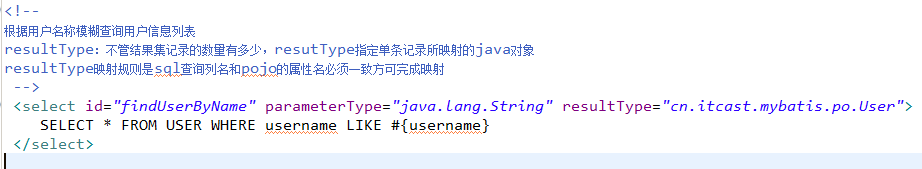 <!--
根据用户名称模糊查询用户信息列表
resultType：不管结果集记录的数量有多少，resutType指定单条记录所映射的java对象
resultType映射规则是sql查询列名和pojo的属性名必须一致方可完成映射
-->
<select id="findUserByName" parameterType="java.lang.String" resultType="cn.itcast.mybatis.po.User">
SELECT * FROM USER WHERE username LIKE #{username}
</select>